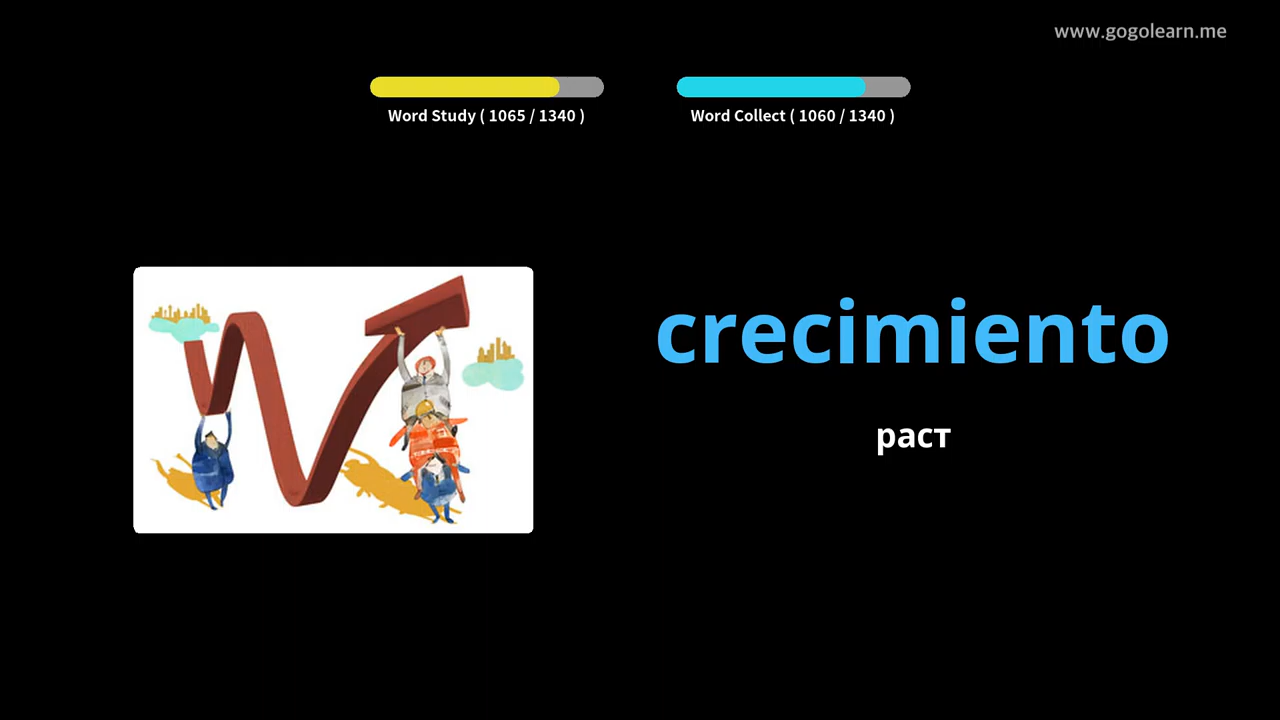 www.gogolearn.me
Word Study ( 1065 / 1340 )
Word Collect ( 1060 / 1340 )
crecimiento
раст